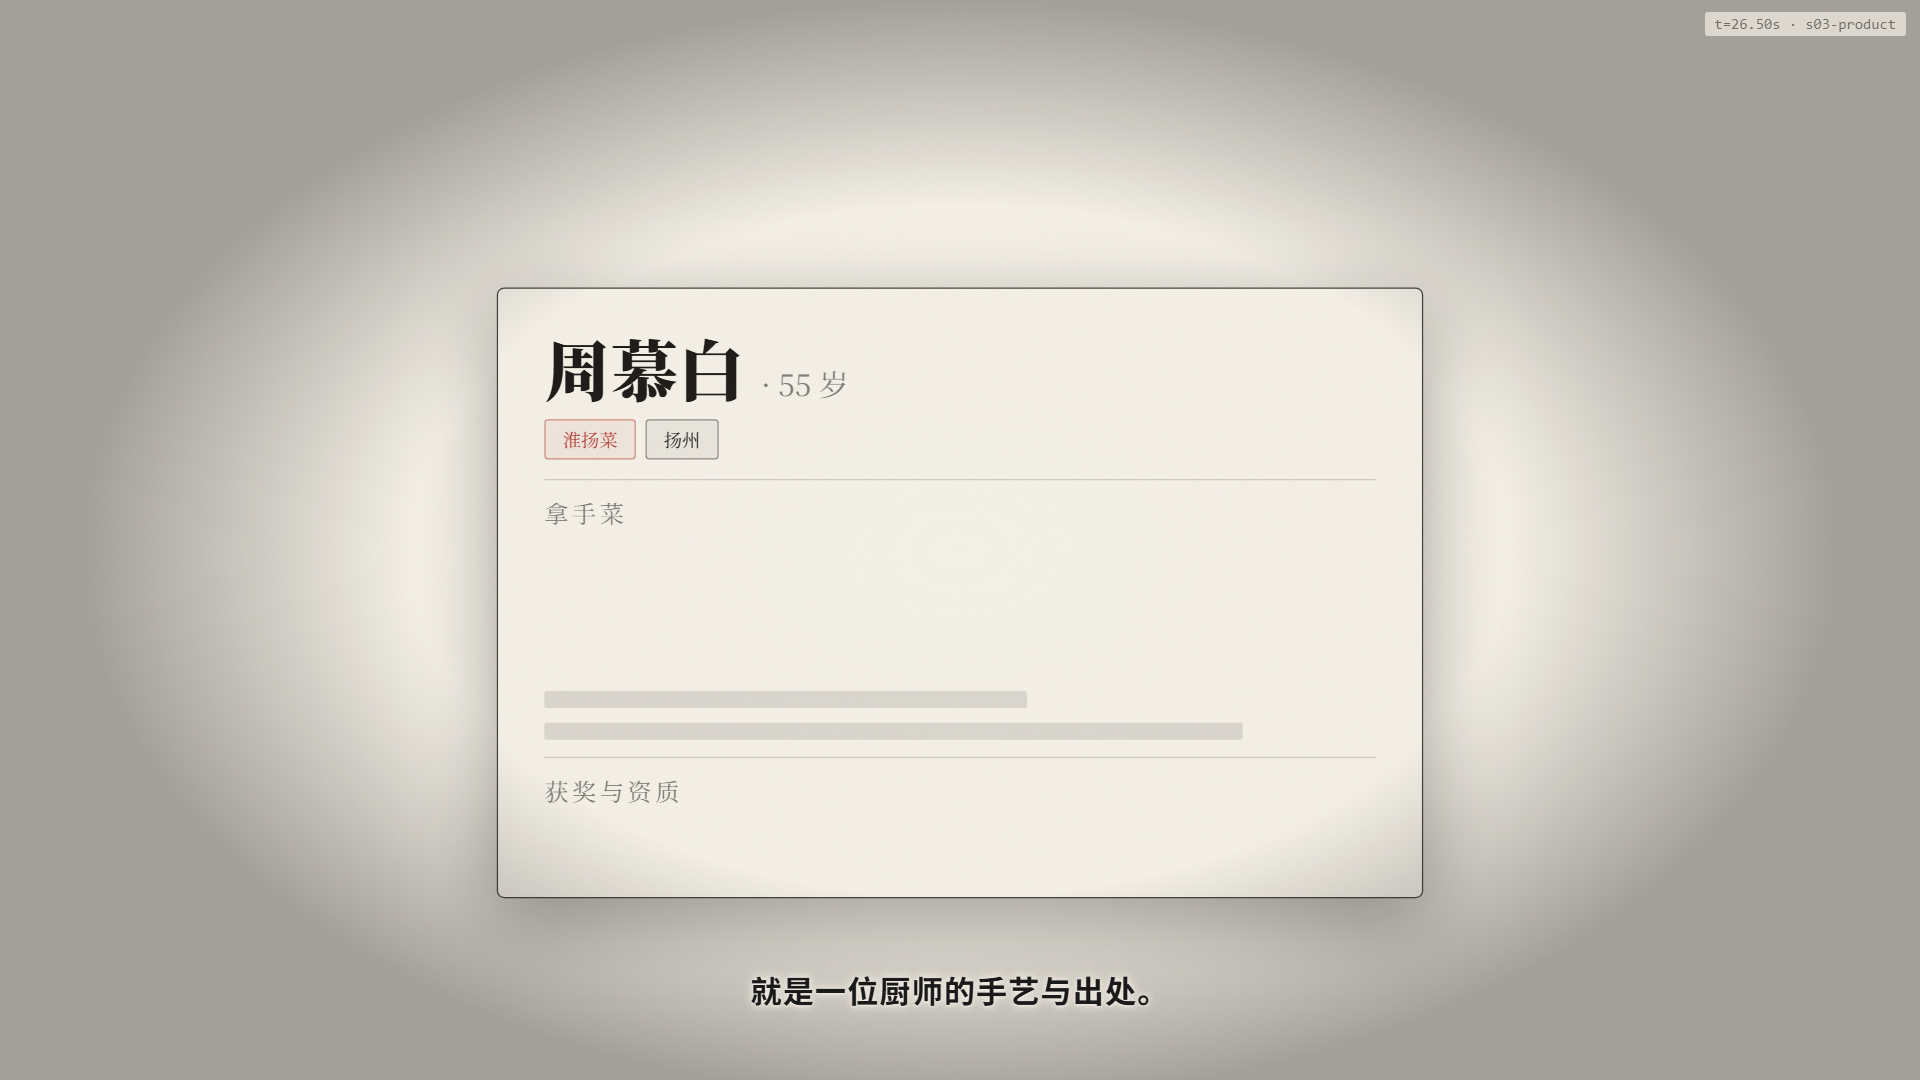 t=26.50s · s03-product
周慕白 · 55 岁
淮扬菜 扬州
拿手菜
获奖与资质
就是一位厨师的手艺与出处。